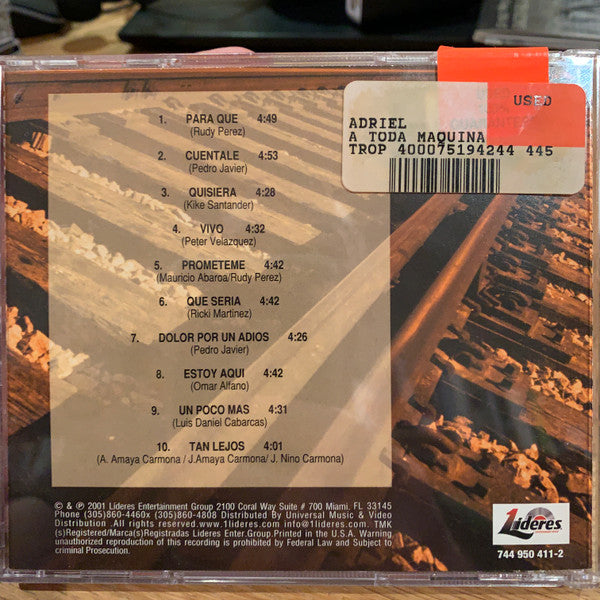 USED
ADRIEL
A TODA MAQUINA
TROP 400075194244 445
1. PARA QUE 4:49
(Rudy Perez)
2. CUENTALE 4:53
(Pedro Javier)
3. QUISIERA 4:28
(Kike Santander)
4. VIVO 4:32
(Peter Velazquez)
5. PROMETEME 4:42
(Mauricio Abaroa/Rudy Perez)
6. QUE SERIA 4:42
(Ricki Martinez)
7. DOLOR POR UN ADIOS 4:26
(Pedro Javier)
8. ESTOY AQUI 4:42
(Omar Alfano)
9. UN POCO MAS 4:31
(Luis Daniel Cabarcas)
10. TAN LEJOS 4:01
(A. Amaya Carmona / J.Amaya Carmona/ J. Nino Carmona)
© & ℗ 2001 Lideres Entertainment Group 2100 Coral Way Suite # 700 Miami, FL 33145
Phone (305)860-4460x (305)860-4808 Distributed By Universal Music & Video
Distribution .All rights reserved.www.1lideres.com info@1lideres.com. TMK
(s)Registered/Marca(s)Registradas Lideres Enter.Group.Printed in U.S.A. Warning
unauthorized reproduction of this recording is prohibited by Federal Law and Subject to
criminal Prosecution.
1Lideres
744 950 411-2